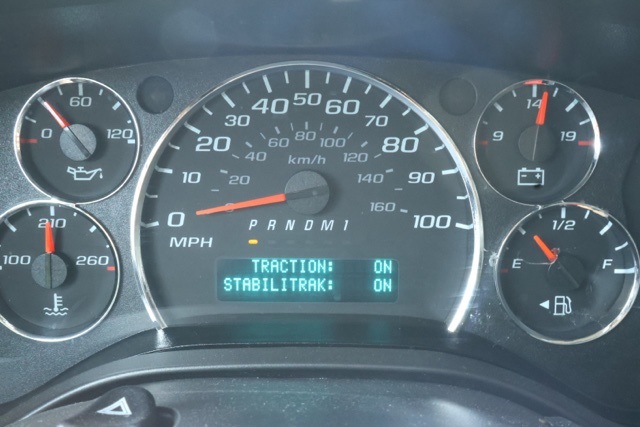 0 60 120
100 210 260
0 10 20 30 40 50 60 70 80 90 100
20 40 60 80 100 120 140 160
km/h
MPH
PRNDM1
TRACTION: ON
STABILITRAK: ON
9 14 19
E 1/2 F